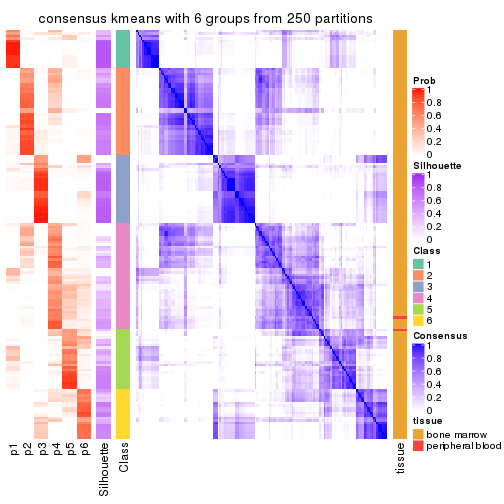 consensus kmeans with 6 groups from 250 partitions
Prob
1
0.8
0.6
0.4
0.2
0
Silhouette
1
0.8
0.6
0.4
0.2
0
Class
1
2
3
4
5
6
Consensus
1
0.8
0.6
0.4
0.2
0
tissue
bone marrow
peripheral blood
p1
p2
p3
p4
p5
p6
Silhouette
Class
tissue